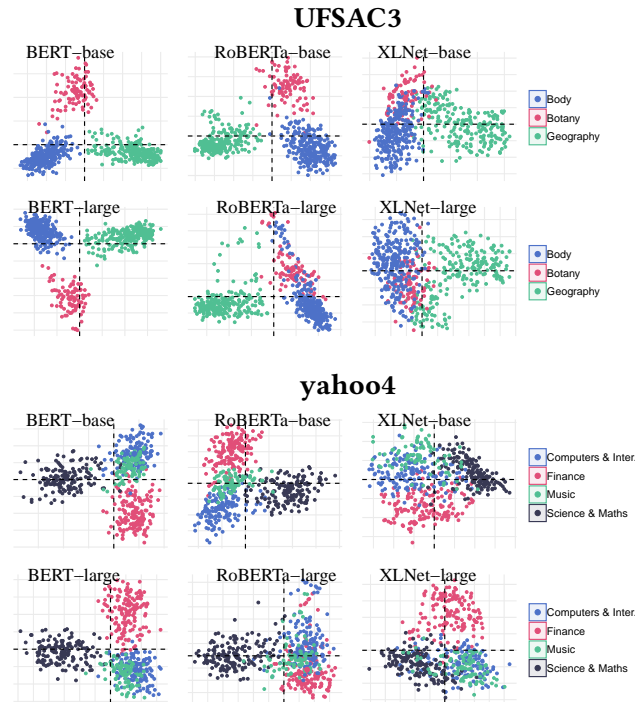 UFSAC3
BERT−base
RoBERTa−base
XLNet−base
Body
Botany
Geography
BERT−large
RoBERTa−large
XLNet−large
Body
Botany
Geography
yahoo4
BERT−base
RoBERTa−base
XLNet−base
Computers & Inter.
Finance
Music
Science & Maths
BERT−large
RoBERTa−large
XLNet−large
Computers & Inter.
Finance
Music
Science & Maths